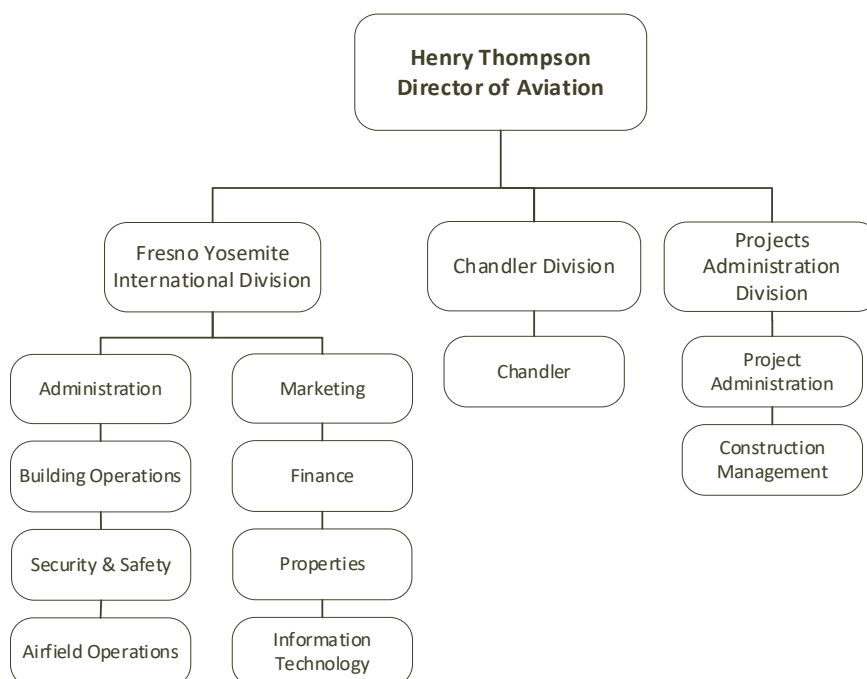 Henry Thompson
Director of Aviation
Fresno Yosemite
International Division
Chandler Division
Projects
Administration
Division
Administration
Marketing
Chandler
Project
Administration
Building Operations
Finance
Construction
Management
Security & Safety
Properties
Airfield Operations
Information
Technology